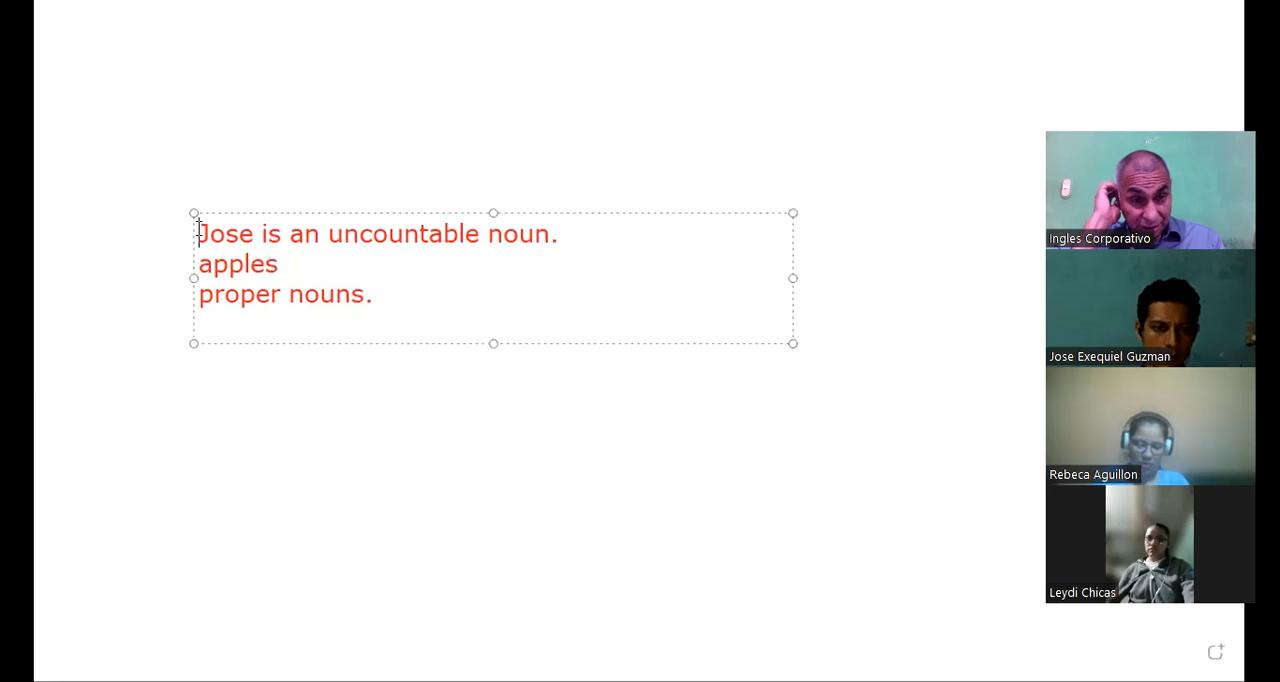 Jose is an uncountable noun.
apples
proper nouns.
Ingles Corporativo
Jose Exequiel Guzman
Rebeca Aguillon
Leydi Chicas